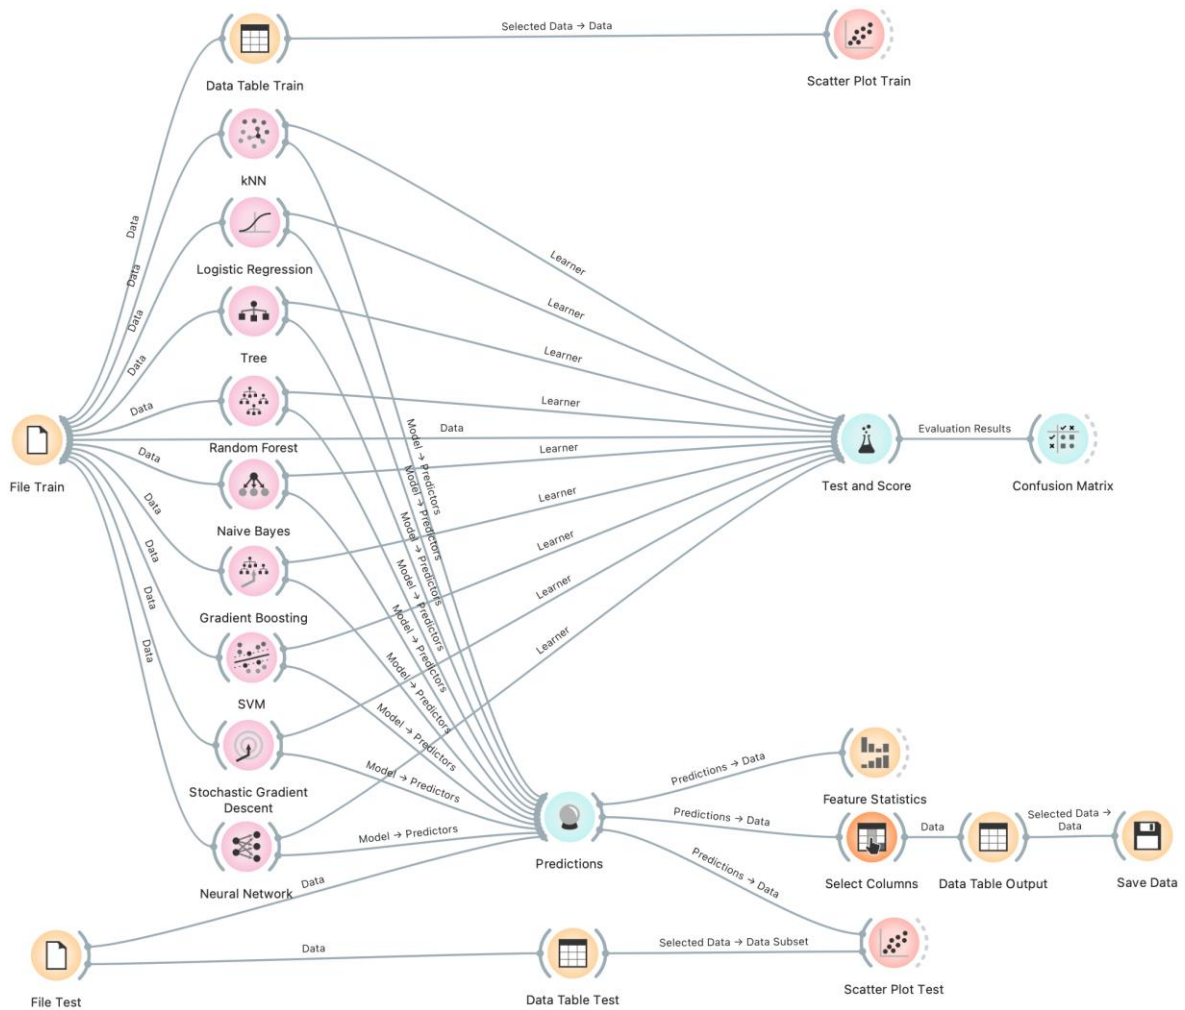 Selected Data → Data
Data Table Train
Scatter Plot Train
kNN
Data
Logistic Regression
Learner
Data
Learner
Data
Tree
Learner
Data
Data
Learner
Random Forest
Data
Model → Predictors
File Train
Data
Learner
Test and Score
Evaluation Results
Confusion Matrix
Model → Predictors
Naive Bayes
Data
Learner
Model → Predictors
Data
Learner
Model → Predictors
Gradient Boosting
Data
Learner
Model → Predictors
Data
Learner
Model → Predictors
SVM
Model → Predictors
Model → Predictors
Stochastic Gradient
Descent
Model → Predictors
Neural Network
Data
Predictions
Predictions → Data
Feature Statistics
Predictions → Data
Select Columns
Data
Data Table Output
Selected Data →
Data
Save Data
Predictions → Data
File Test
Data
Data Table Test
Selected Data → Data Subset
Scatter Plot Test